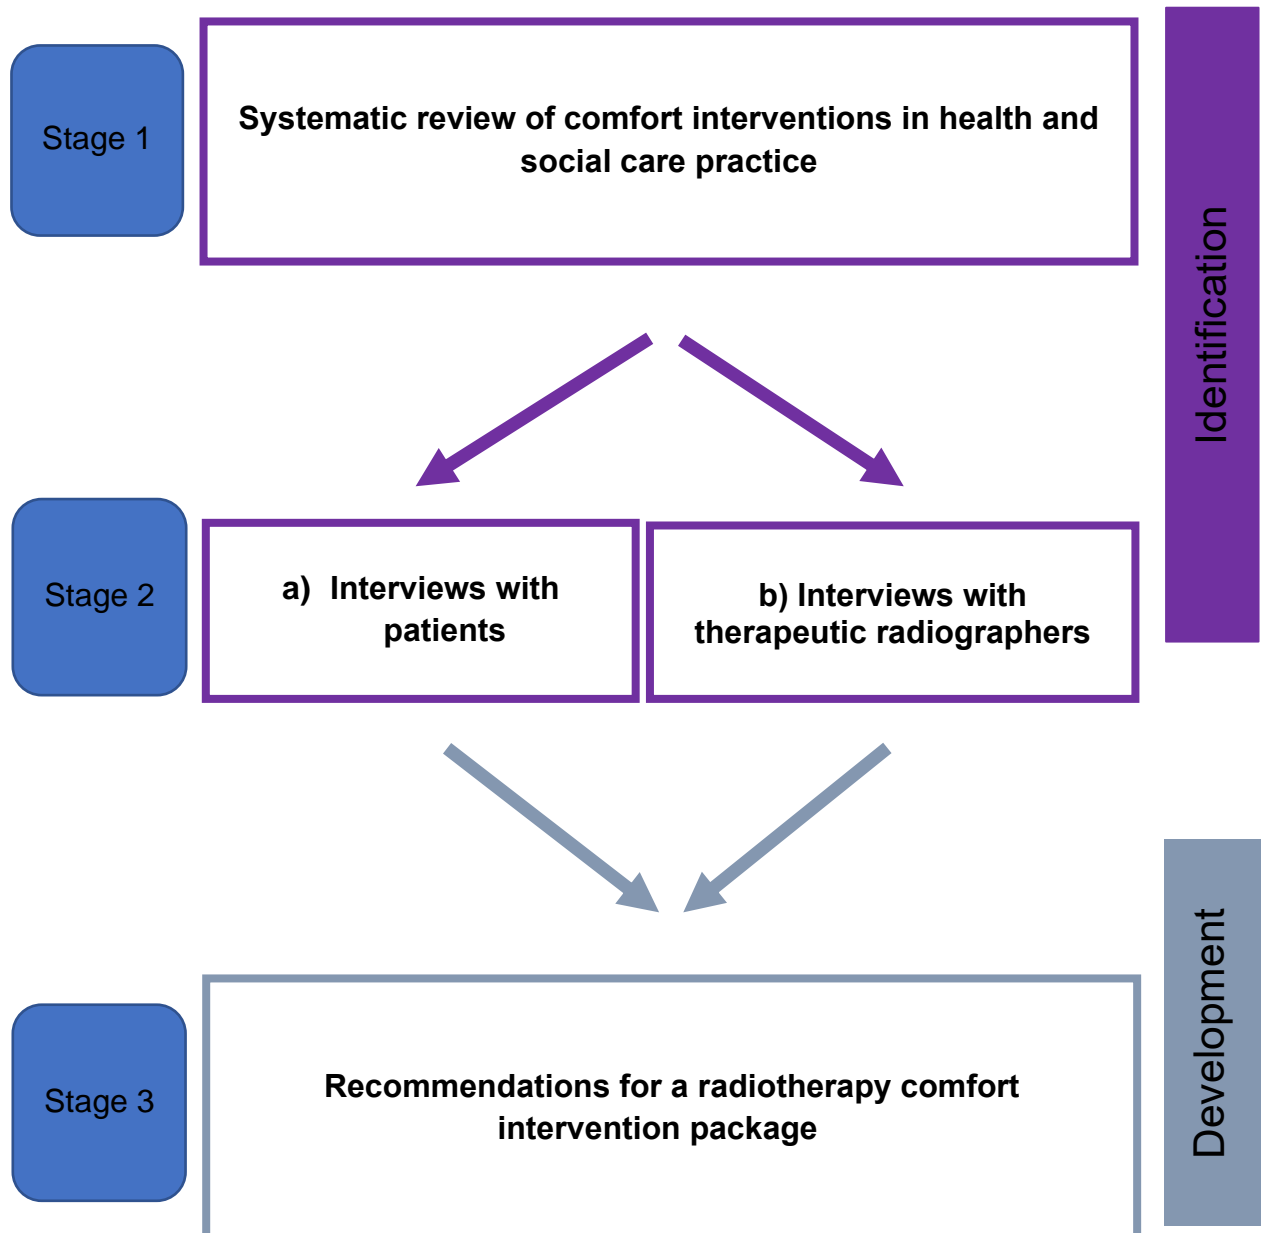 Stage 1
Systematic review of comfort interventions in health and
social care practice
Identification
Stage 2
a) Interviews with
patients
b) Interviews with
therapeutic radiographers
Stage 3
Recommendations for a radiotherapy comfort
intervention package
Development